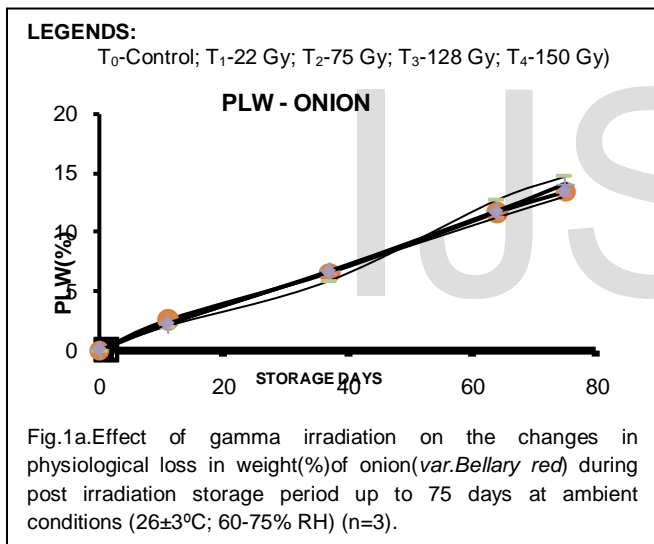 LEGENDS:
T₀-Control; T₁-22 Gy; T₂-75 Gy; T₃-128 Gy; T₄-150 Gy)
PLW - ONION
20
15
10
5
0
PLW(%)
0 20 40 60 80
STORAGE DAYS
IJS
Fig.1a.Effect of gamma irradiation on the changes in
physiological loss in weight(%)of onion(var.Bellary red) during
post irradiation storage period up to 75 days at ambient
conditions (26±3ºC; 60-75% RH) (n=3).